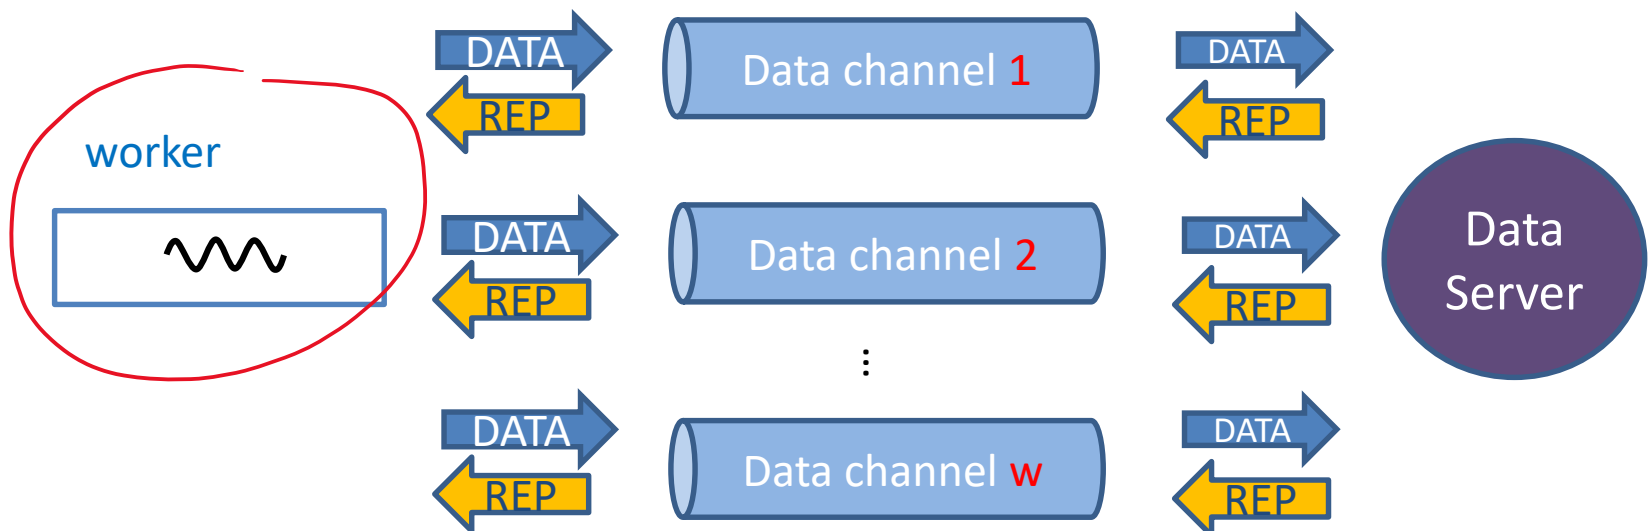 DATA
Data channel 1
DATA
REP
REP
worker
DATA
Data channel 2
DATA
REP
REP
Data
Server
⋮
DATA
Data channel w
DATA
REP
REP